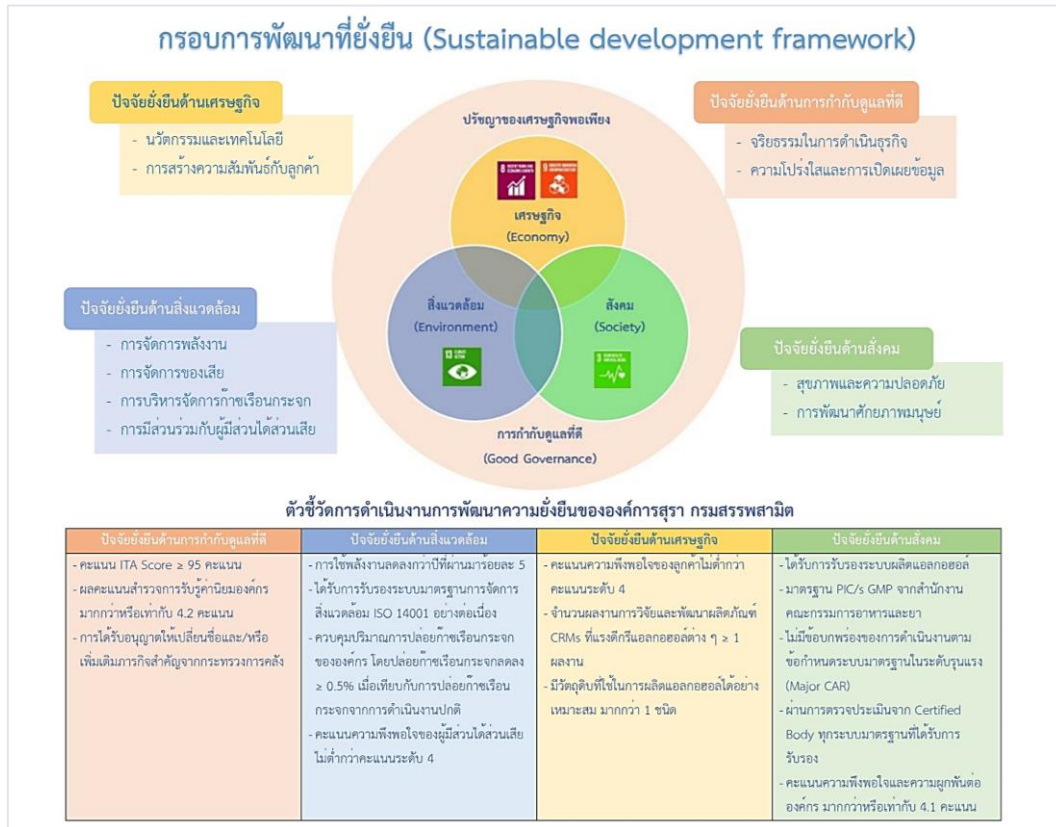 กรอบการพัฒนาที่ยั่งยืน (Sustainable development framework)
ปัจจัยยั่งยืนด้านเศรษฐกิจ
- นวัตกรรมและเทคโนโลยี
- การสร้างความสัมพันธ์กับลูกค้า
ปัจจัยยั่งยืนด้านการกำกับดูแลที่ดี
- จริยธรรมในการดำเนินธุรกิจ
- ความโปร่งใสและการเปิดเผยข้อมูล
ปรัชญาของเศรษฐกิจพอเพียง
8
9
เศรษฐกิจ
(Economy)
สิ่งแวดล้อม
(Environment)
13
สังคม
(Society)
3
การกำกับดูแลที่ดี
(Good Governance)
ปัจจัยยั่งยืนด้านสิ่งแวดล้อม
- การจัดการพลังงาน
- การจัดการของเสีย
- การบริหารจัดการก๊าซเรือนกระจก
- การมีส่วนร่วมกับผู้มีส่วนได้ส่วนเสีย
ปัจจัยยั่งยืนด้านสังคม
- สุขภาพและความปลอดภัย
- การพัฒนาศักยภาพมนุษย์
ตัวชี้วัดการดำเนินงานการพัฒนาความยั่งยืนขององค์การสุรา กรมสรรพสามิต
ปัจจัยยั่งยืนด้านการกำกับดูแลที่ดี
- คะแนน ITA Score ≥ 95 คะแนน
- ผลคะแนนสำรวจการรับรู้ค่านิยมองค์กร
มากกว่าหรือเท่ากับ 4.2 คะแนน
- การได้รับอนุญาตให้เปลี่ยนชื่อและ/หรือ
เพิ่มเติมภารกิจสำคัญจากกระทรวงการคลัง
ปัจจัยยั่งยืนด้านสิ่งแวดล้อม
- การใช้พลังงานลดลงกว่าปีที่ผ่านมาร้อยละ 5
- ได้รับการรับรองระบบมาตรฐานการจัดการ
สิ่งแวดล้อม ISO 14001 อย่างต่อเนื่อง
- ควบคุมปริมาณการปล่อยก๊าซเรือนกระจก
ขององค์กร โดยปล่อยก๊าซเรือนกระจกลดลง
≥ 0.5% เมื่อเทียบกับการปล่อยก๊าซเรือน
กระจกจากการดำเนินงานปกติ
- คะแนนความพึงพอใจของผู้มีส่วนได้ส่วนเสีย
ไม่ต่ำกว่าคะแนนระดับ 4
ปัจจัยยั่งยืนด้านเศรษฐกิจ
- คะแนนความพึงพอใจของลูกค้าไม่ต่ำกว่า
คะแนนระดับ 4
- จำนวนผลงานการวิจัยและพัฒนาผลิตภัณฑ์
CRMs ที่แรงดีกรีแอลกอฮอล์ต่าง ๆ ≥ 1
ผลงาน
- มีวัตถุดิบที่ใช้ในการผลิตแอลกอฮอล์ได้อย่าง
เหมาะสม มากกว่า 1 ชนิด
ปัจจัยยั่งยืนด้านสังคม
- ได้รับการรับรองระบบผลิตแอลกอฮอล์
- มาตรฐาน PIC/s GMP จากสำนักงาน
คณะกรรมการอาหารและยา
- ไม่มีข้อบกพร่องของการดำเนินงานตาม
ข้อกำหนดระบบมาตรฐานในระดับรุนแรง
(Major CAR)
- ผ่านการตรวจประเมินจาก Certified
Body ทุกระบบมาตรฐานที่ได้รับการ
รับรอง
- คะแนนความพึงพอใจและความผูกพันต่อ
องค์กร มากกว่าหรือเท่ากับ 4.1 คะแนน